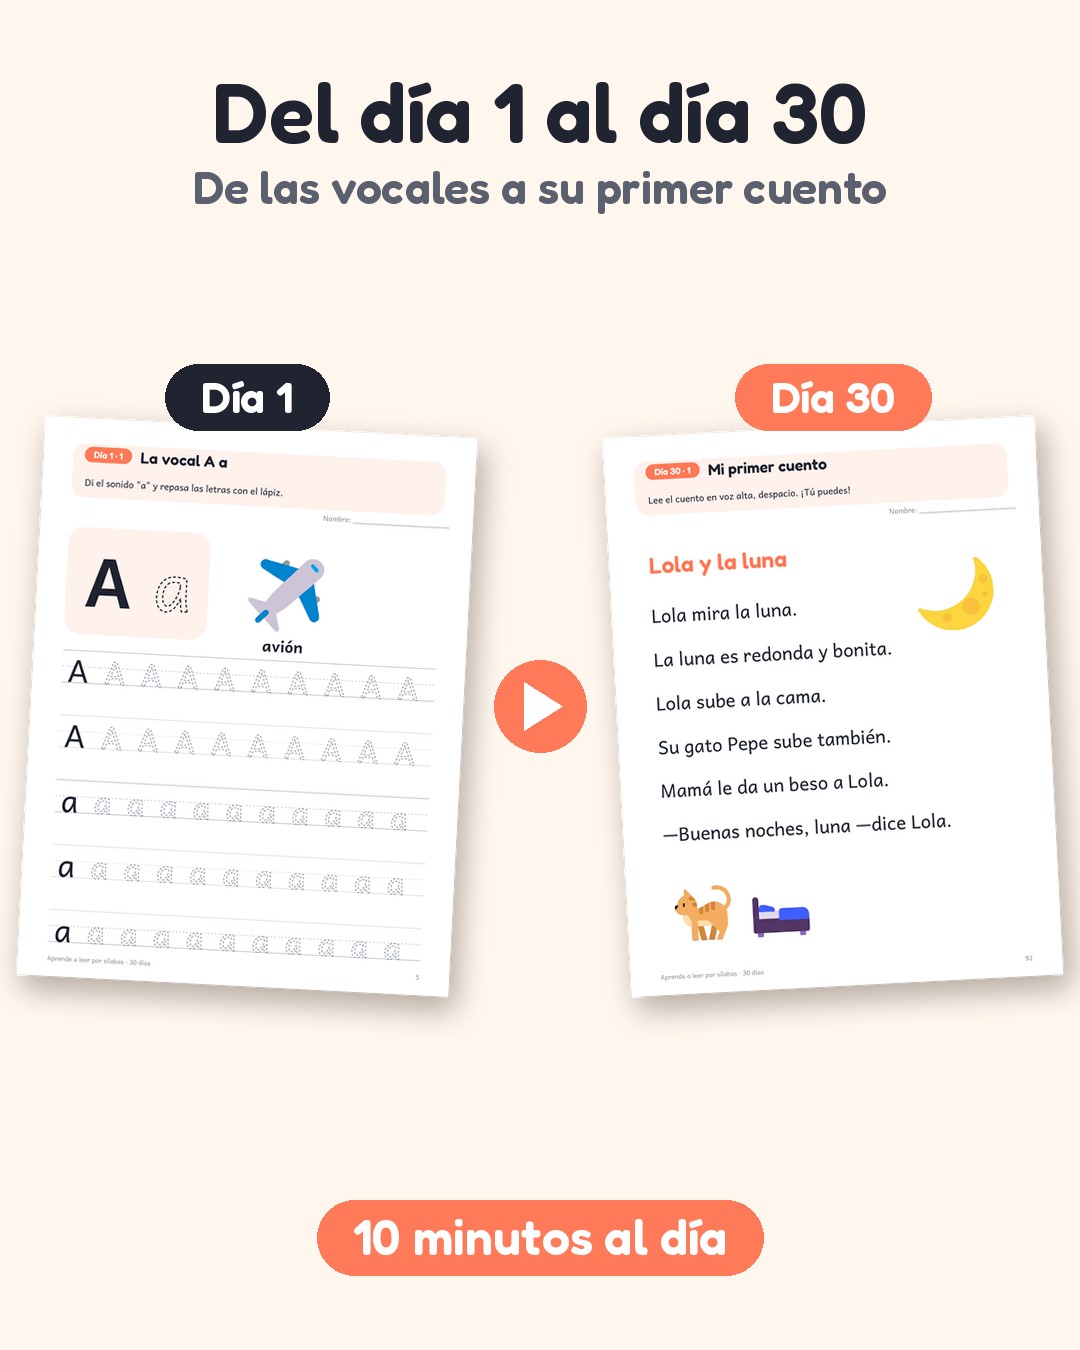 Del día 1 al día 30
De las vocales a su primer cuento
Día 1
Día 1 · 1 La vocal A a
Di el sonido "a" y repasa las letras con el lápiz.
Nombre:
A a
avión
A A A A A A A A A A
A A A A A A A A A A
a a a a a a a a a a a
a a a a a a a a a a a
a a a a a a a a a a a
Aprende a leer por sílabas · 30 días
5
Día 30
Día 30 · 1 Mi primer cuento
Lee el cuento en voz alta, despacio. ¡Tú puedes!
Nombre:
Lola y la luna
Lola mira la luna.
La luna es redonda y bonita.
Lola sube a la cama.
Su gato Pepe sube también.
Mamá le da un beso a Lola.
—Buenas noches, luna —dice Lola.
Aprende a leer por sílabas · 30 días
92
10 minutos al día